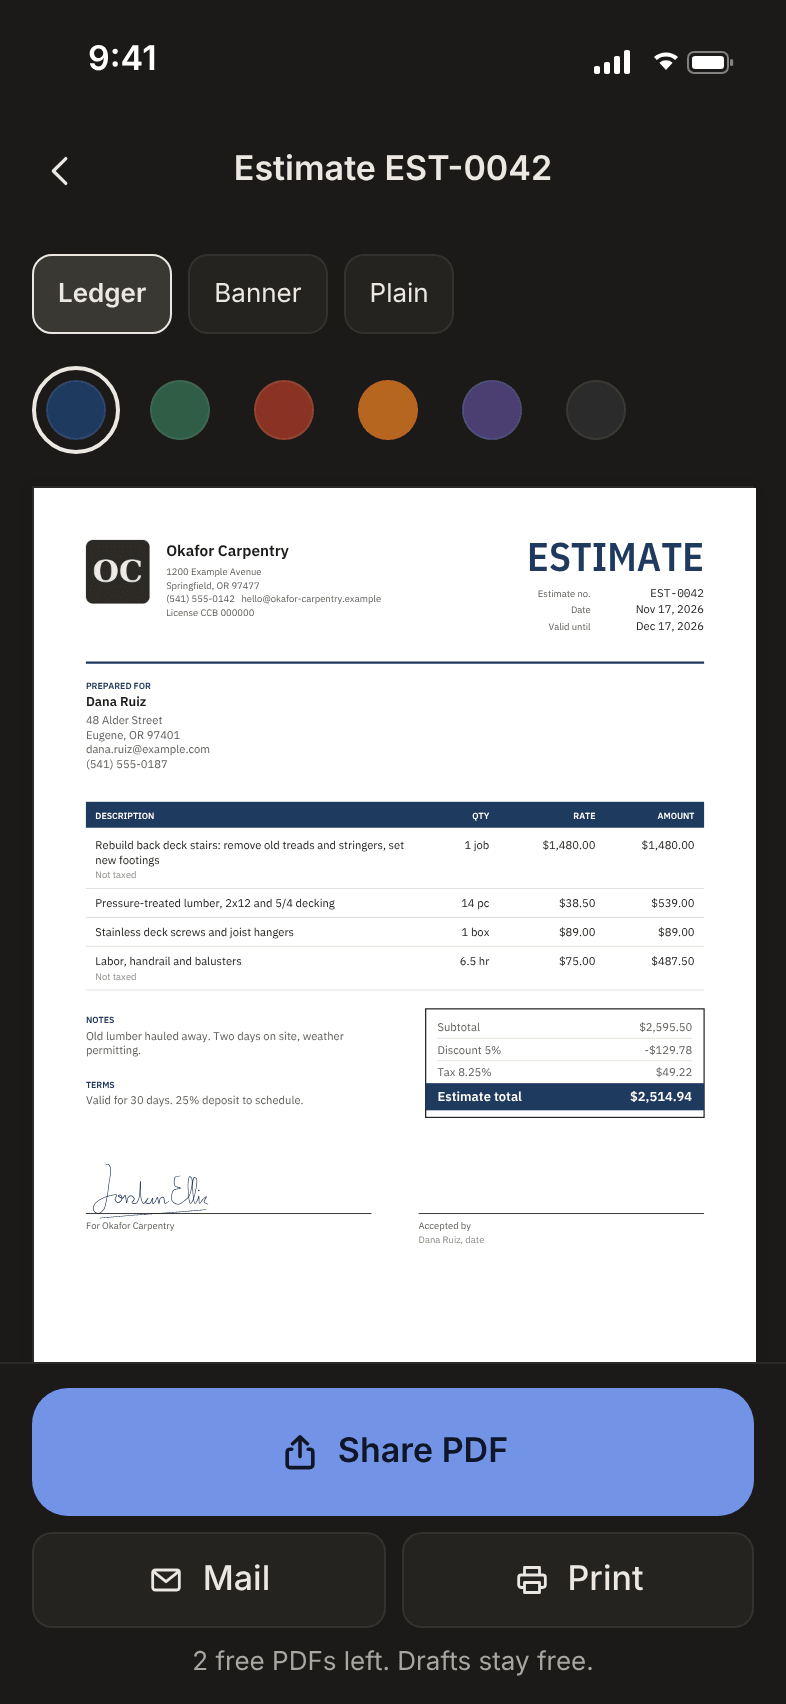 9:41
Estimate EST-0042
Ledger
Banner
Plain
OC
Okafor Carpentry
1200 Example Avenue
Springfield, OR 97477
(541) 555-0142 hello@okafor-carpentry.example
License CCB 000000
ESTIMATE
Estimate no. EST-0042
Date Nov 17, 2026
Valid until Dec 17, 2026
PREPARED FOR
Dana Ruiz
48 Alder Street
Eugene, OR 97401
dana.ruiz@example.com
(541) 555-0187
DESCRIPTION QTY RATE AMOUNT
Rebuild back deck stairs: remove old treads and stringers, set 1 job $1,480.00 $1,480.00
new footings
Not taxed
Pressure-treated lumber, 2x12 and 5/4 decking 14 pc $38.50 $539.00
Stainless deck screws and joist hangers 1 box $89.00 $89.00
Labor, handrail and balusters 6.5 hr $75.00 $487.50
Not taxed
NOTES
Old lumber hauled away. Two days on site, weather
permitting.
TERMS
Valid for 30 days. 25% deposit to schedule.
Subtotal $2,595.50
Discount 5% -$129.78
Tax 8.25% $49.22
Estimate total $2,514.94
For Okafor Carpentry
Accepted by
Dana Ruiz, date
Share PDF
Mail
Print
2 free PDFs left. Drafts stay free.